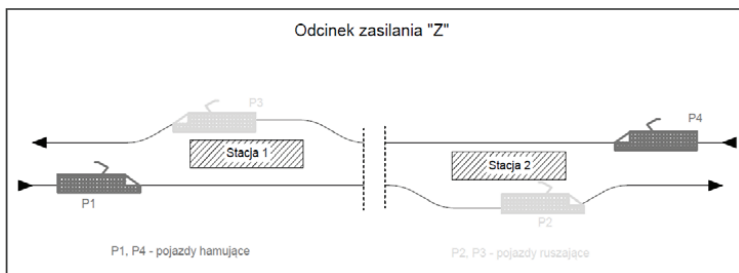 Odcinek zasilania "Z"
P3
P4
Stacja 1
Stacja 2
P1
P2
P1, P4 - pojazdy hamujące
P2, P3 - pojazdy ruszające